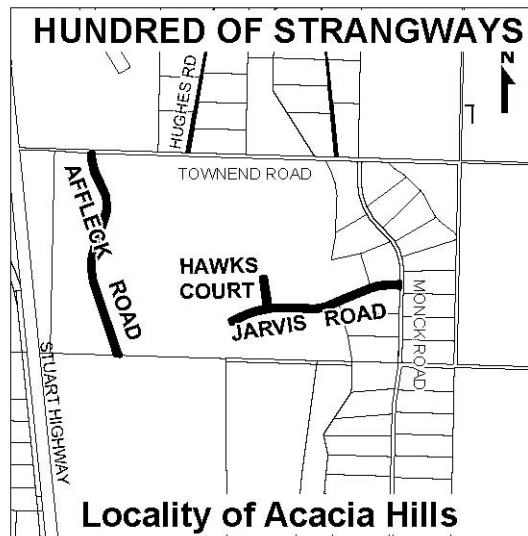 HUNDRED OF STRANGWAYS
N
HUGHES RD
TOWNEND ROAD
AFFLECK ROAD
HAWKS
COURT
JARVIS ROAD
MONCK ROAD
STUART HIGHWAY
Locality of Acacia Hills